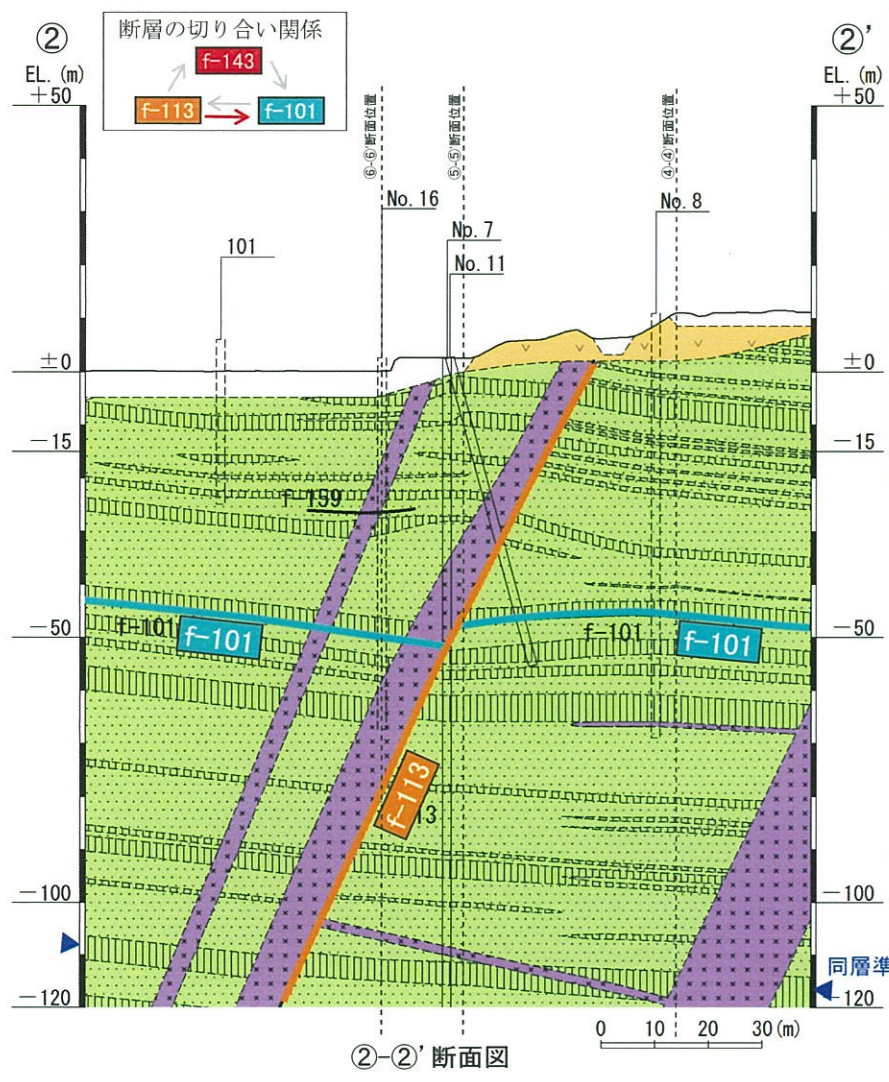 断層の切り合い関係
f-143
f-113
f-101
②
②'
EL. (m)
EL. (m)
+50
+50
⑥-⑥'断面位置
⑤-⑤'断面位置
④-④'断面位置
No. 16
No. 8
No. 7
101
No. 11
±0
±0
-15
-15
f-159
-50
-50
f-101
f-101
f-101
f-101
f-113
13
-100
-100
同層準
-120
-120
0 10 20 30 (m)
②-②'断面図